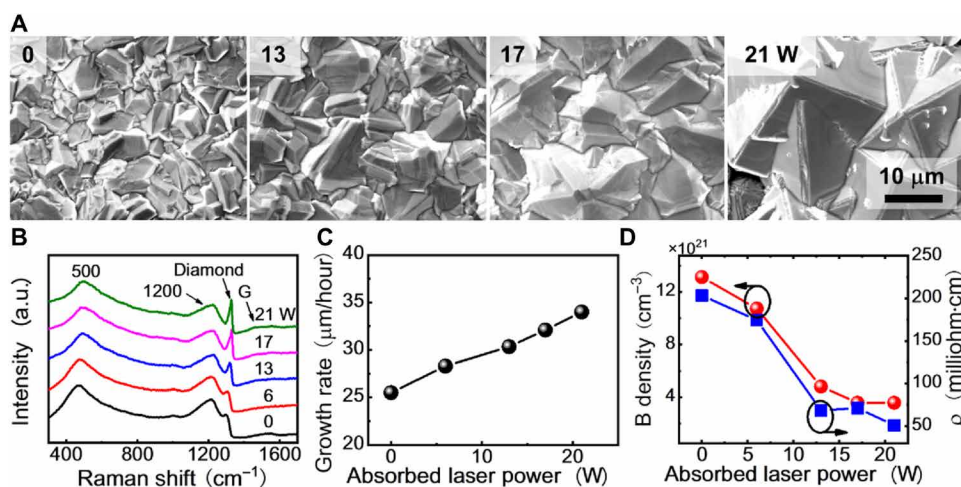 A
0
13
17
21 W
10 μm
B
500
1200
Diamond
G
21 W
17
13
6
0
Intensity (a.u.)
400 800 1200 1600
Raman shift (cm⁻¹)
C
40
35
30
25
20
Growth rate (μm/hour)
0 5 10 15 20
Absorbed laser power (W)
D
×10²¹
12
8
4
B density (cm⁻³)
250
200
150
100
50
ρ (milliohm·cm)
0 5 10 15 20
Absorbed laser power (W)